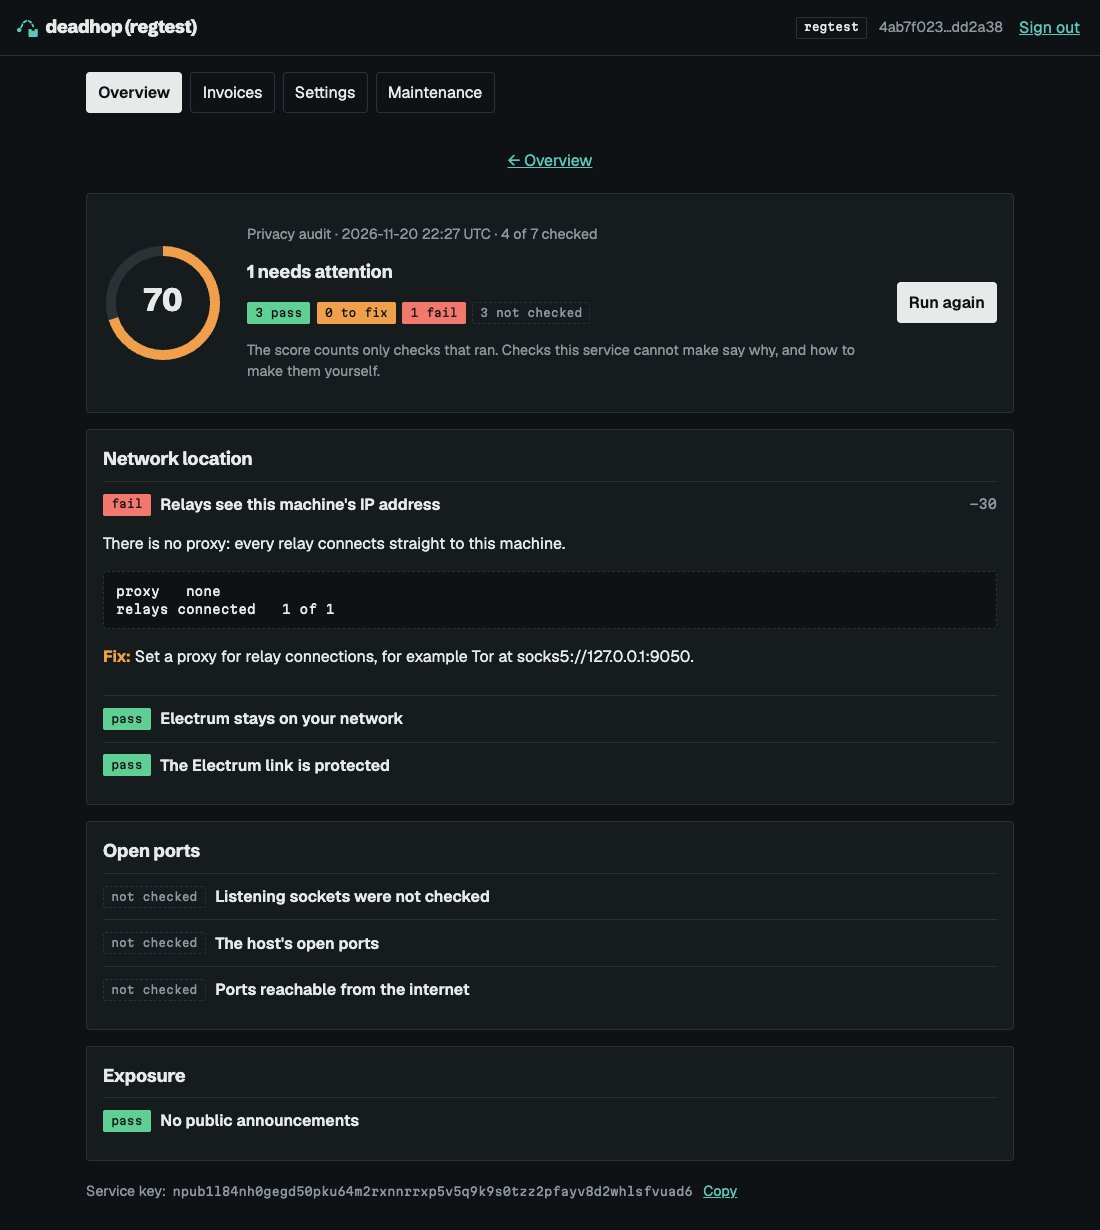 deadhop (regtest)
regtest
4ab7f023…dd2a38
Sign out
Overview
Invoices
Settings
Maintenance
← Overview
70
Privacy audit · 2026-11-20 22:27 UTC · 4 of 7 checked
1 needs attention
3 pass
0 to fix
1 fail
3 not checked
The score counts only checks that ran. Checks this service cannot make say why, and how to
make them yourself.
Run again
Network location
fail
Relays see this machine's IP address
−30
There is no proxy: every relay connects straight to this machine.
proxy   none
relays connected   1 of 1
Fix: Set a proxy for relay connections, for example Tor at socks5://127.0.0.1:9050.
pass
Electrum stays on your network
pass
The Electrum link is protected
Open ports
not checked
Listening sockets were not checked
not checked
The host's open ports
not checked
Ports reachable from the internet
Exposure
pass
No public announcements
Service key: npub1l84nh0gegd50pku64m2rxnnrrxp5v5q9k9s0tzz2pfayv8d2whlsfvuad6 Copy